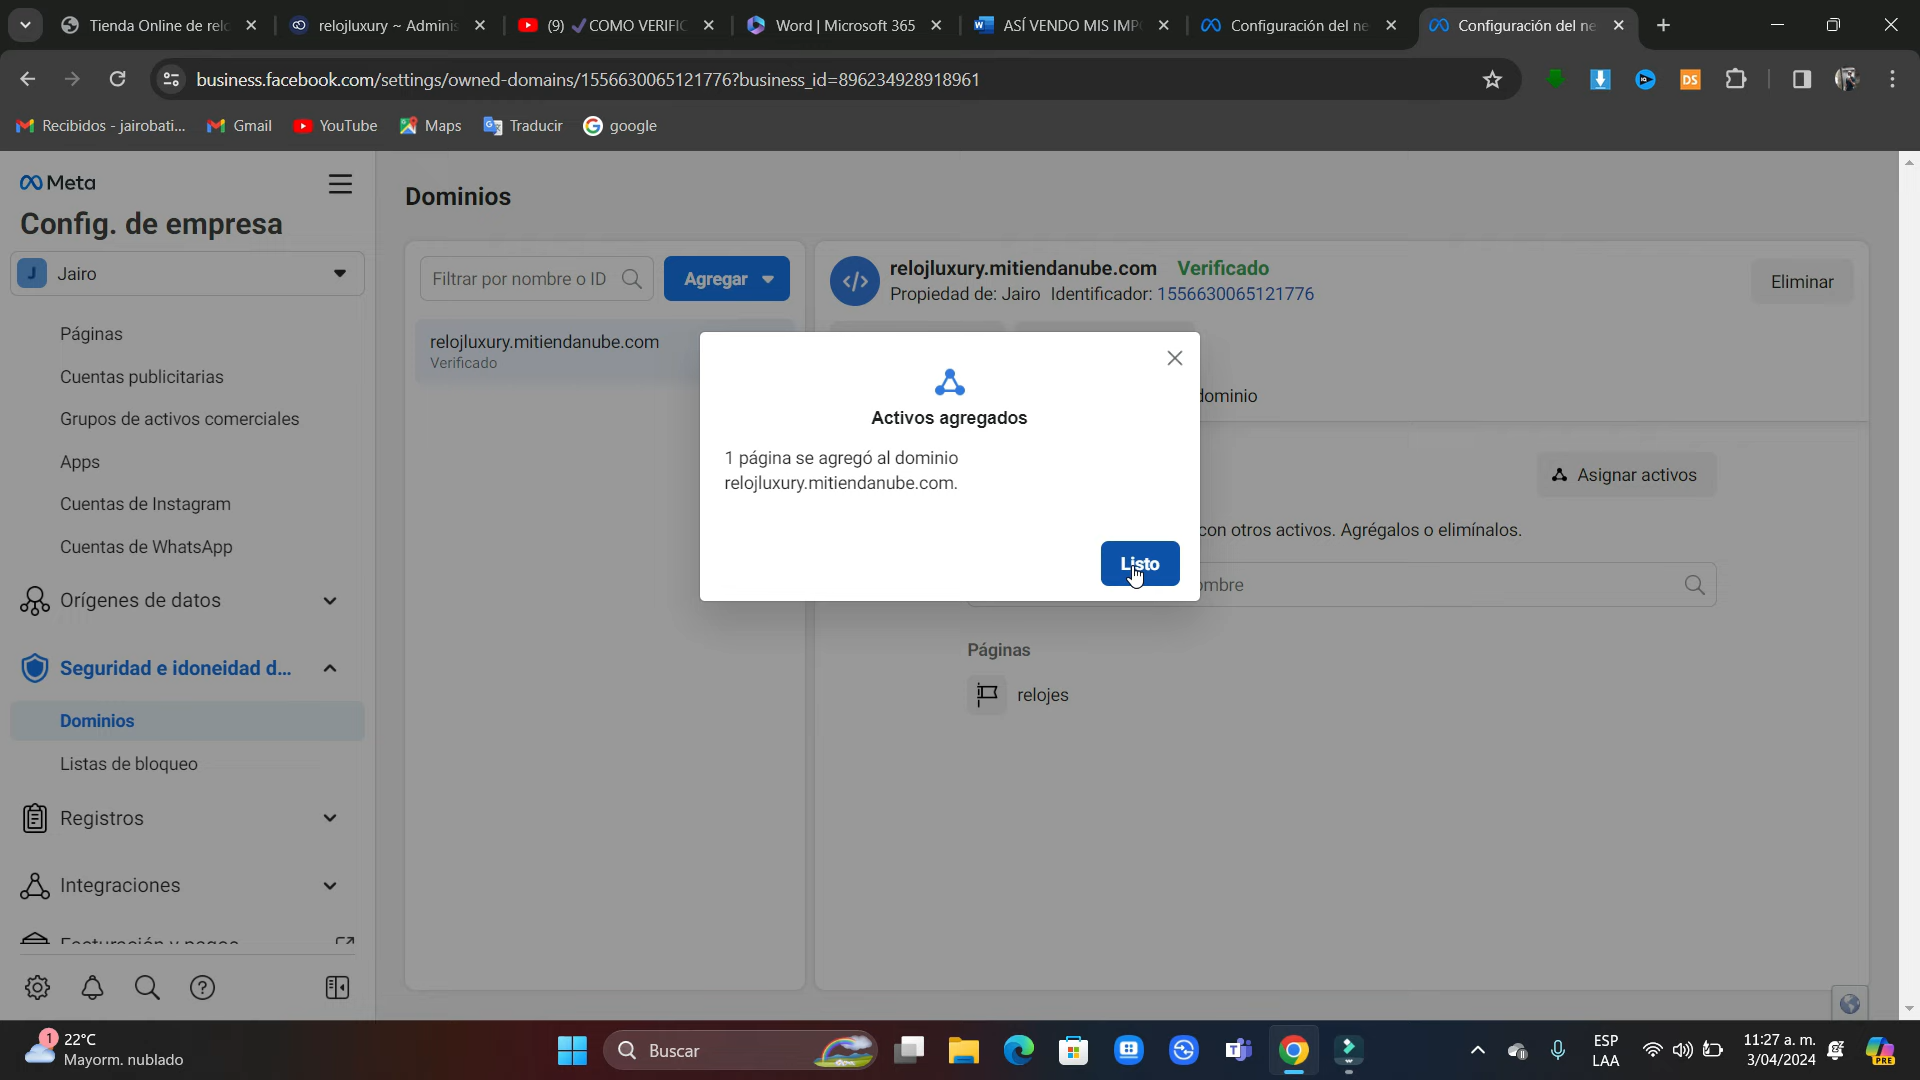 Tienda Online de relo
relojluxury ~ Adminis
(9) ✓COMO VERIFIC
Word | Microsoft 365
ASÍ VENDO MIS IMP
Configuración del ne
Configuración del ne
business.facebook.com/settings/owned-domains/1556630065121776?business_id=896234928918961
DS
Recibidos - jairobati...
Gmail
YouTube
Maps
Traducir
google
Meta
Config. de empresa
J Jairo
Páginas
Cuentas publicitarias
Grupos de activos comerciales
Apps
Cuentas de Instagram
Cuentas de WhatsApp
Orígenes de datos
Seguridad e idoneidad d...
Dominios
Listas de bloqueo
Registros
Integraciones
Facturación y pagos
Dominios
Filtrar por nombre o ID
Agregar
relojluxury.mitiendanube.com
Verificado
relojluxury.mitiendanube.com Verificado
Propiedad de: Jairo Identificador: 1556630065121776
Eliminar
dominio
Asignar activos
con otros activos. Agrégalos o elimínalos.
ombre
Páginas
relojes
Activos agregados
1 página se agregó al dominio
relojluxury.mitiendanube.com.
Listo
1
22°C
Mayorm. nublado
Buscar
ESP
LAA
11:27 a. m.
3/04/2024
PRE